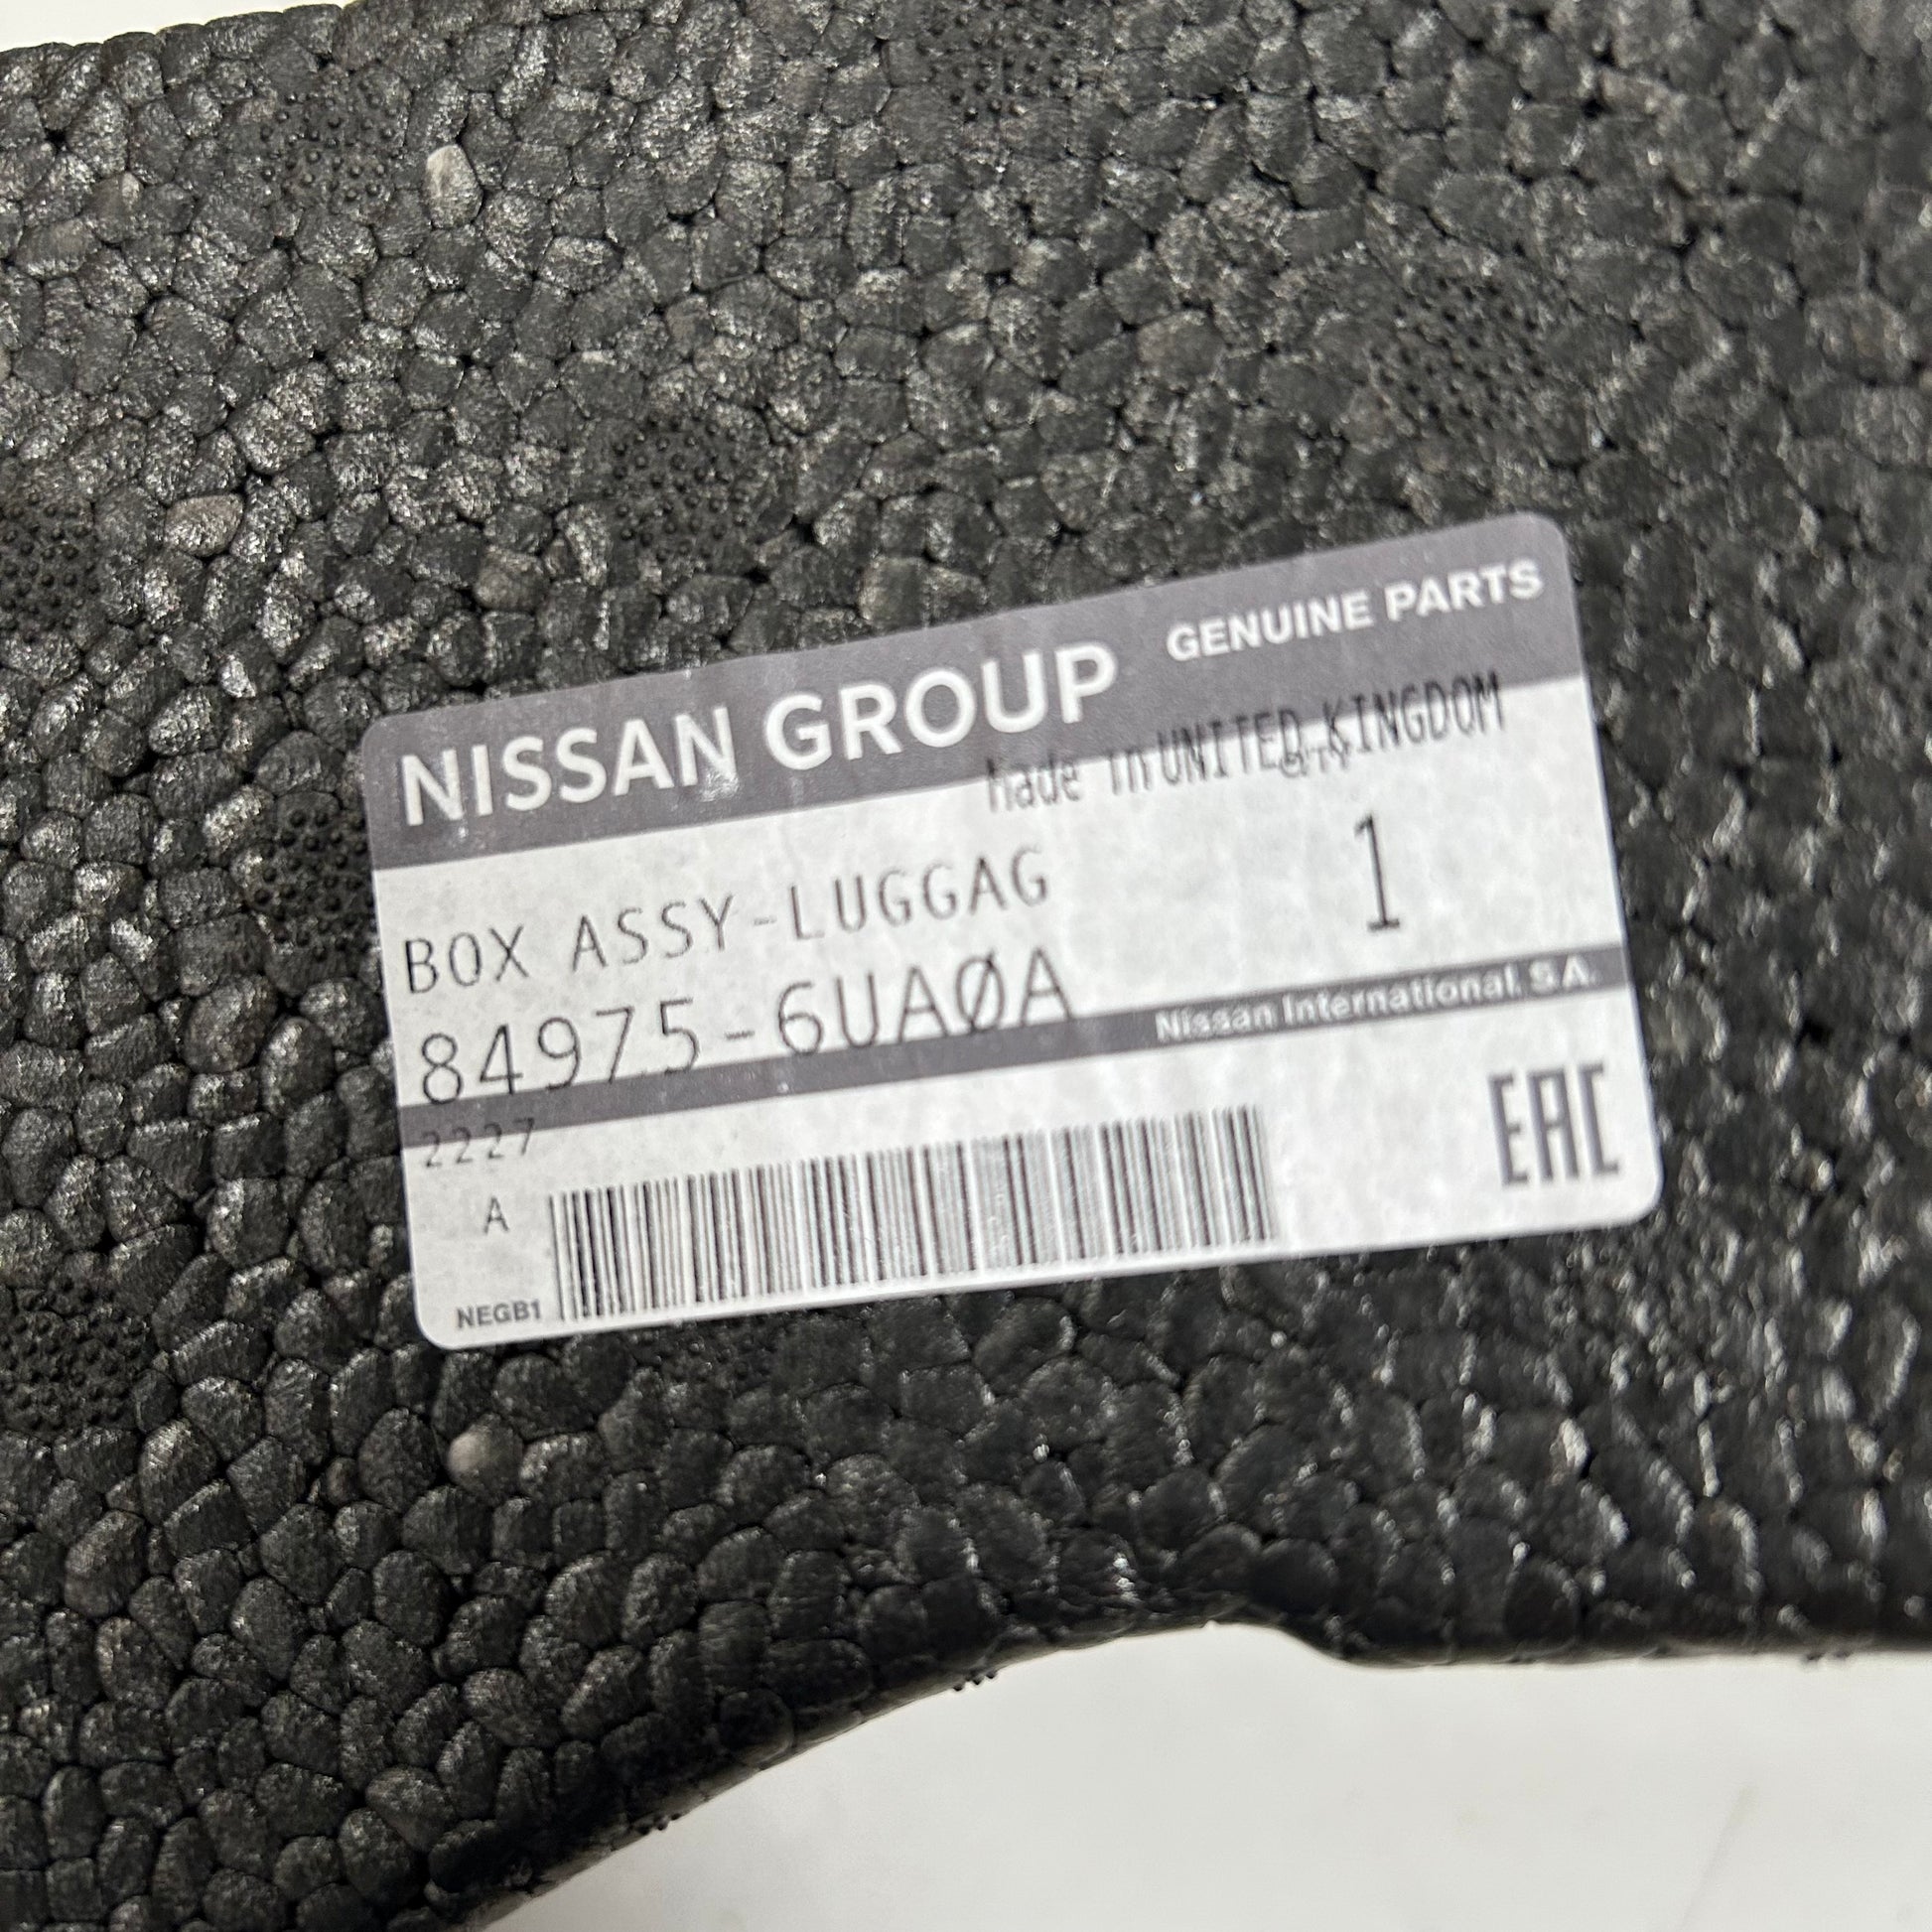 NISSAN GROUP GENUINE PARTS
Made in UNITED KINGDOM
BOX ASSY-LUGGAG 1
84975-6UA0A
Nissan International. S.A.
2227
A
EAC
NEGB1